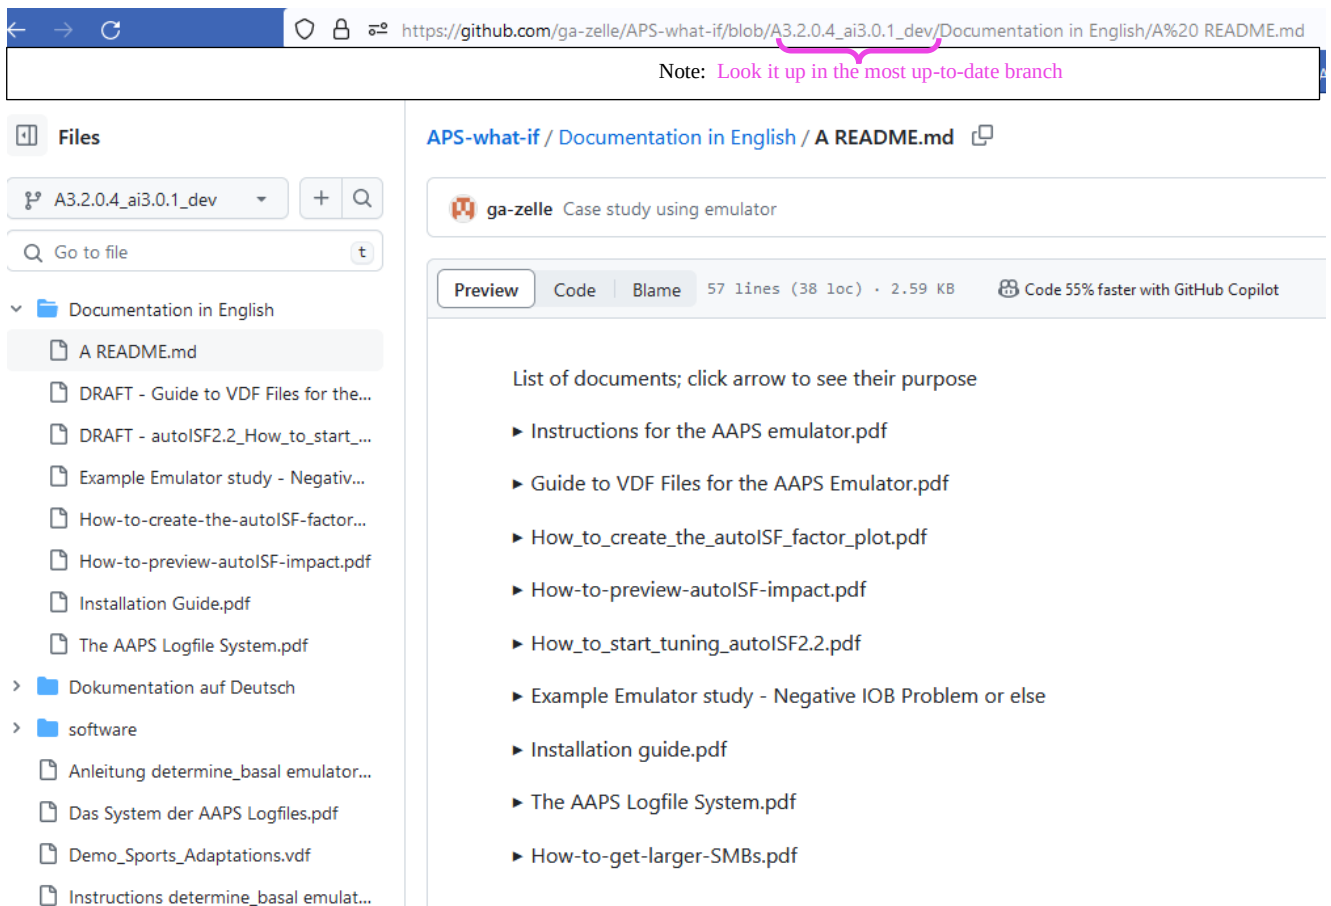 https://github.com/ga-zelle/APS-what-if/blob/A3.2.0.4_ai3.0.1_dev/Documentation in English/A%20 README.md
Note: Look it up in the most up-to-date branch
Files
APS-what-if / Documentation in English / A README.md
A3.2.0.4_ai3.0.1_dev
ga-zelle Case study using emulator
Go to file t
Preview Code Blame 57 lines (38 loc) · 2.59 KB Code 55% faster with GitHub Copilot
Documentation in English
A README.md
DRAFT - Guide to VDF Files for the...
DRAFT - autoISF2.2_How_to_start_...
Example Emulator study - Negativ...
How-to-create-the-autoISF-factor...
How-to-preview-autoISF-impact.pdf
Installation Guide.pdf
The AAPS Logfile System.pdf
Dokumentation auf Deutsch
software
Anleitung determine_basal emulator...
Das System der AAPS Logfiles.pdf
Demo_Sports_Adaptations.vdf
Instructions determine_basal emulat...
List of documents; click arrow to see their purpose
Instructions for the AAPS emulator.pdf
Guide to VDF Files for the AAPS Emulator.pdf
How_to_create_the_autoISF_factor_plot.pdf
How-to-preview-autoISF-impact.pdf
How_to_start_tuning_autoISF2.2.pdf
Example Emulator study - Negative IOB Problem or else
Installation guide.pdf
The AAPS Logfile System.pdf
How-to-get-larger-SMBs.pdf